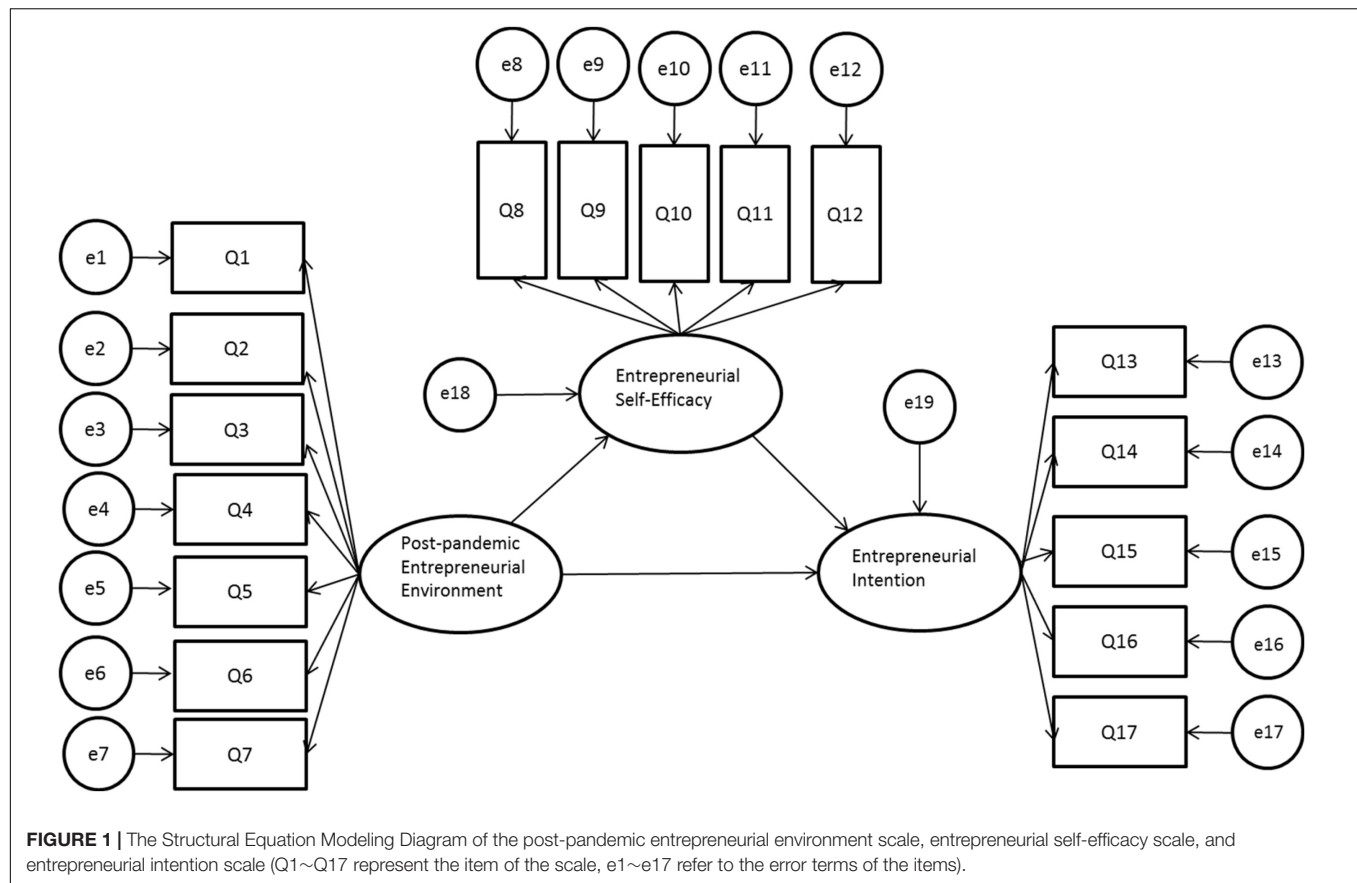 e8 e9 e10 e11 e12
Q8 Q9 Q10 Q11 Q12
e1 Q1
e2 Q2
e3 Q3
e4 Q4
e5 Q5
e6 Q6
e7 Q7
e18
Entrepreneurial
Self-Efficacy
e19
Post-pandemic
Entrepreneurial
Environment
Entrepreneurial
Intention
Q13 e13
Q14 e14
Q15 e15
Q16 e16
Q17 e17
FIGURE 1 | The Structural Equation Modeling Diagram of the post-pandemic entrepreneurial environment scale, entrepreneurial self-efficacy scale, and
entrepreneurial intention scale (Q1~Q17 represent the item of the scale, e1~e17 refer to the error terms of the items).